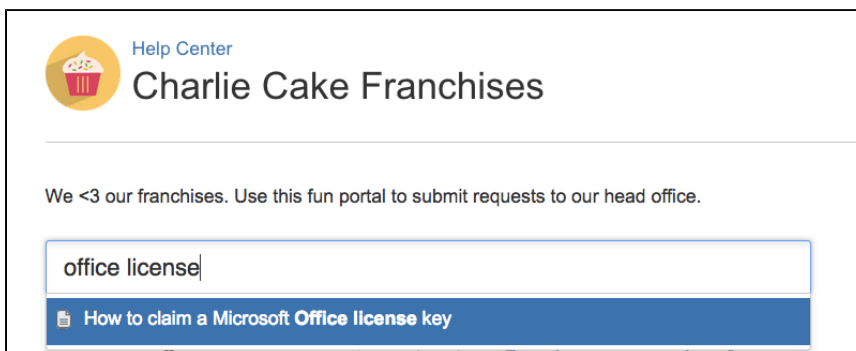 Help Center
Charlie Cake Franchises
We <3 our franchises. Use this fun portal to submit requests to our head office.
office license
How to claim a Microsoft Office license key